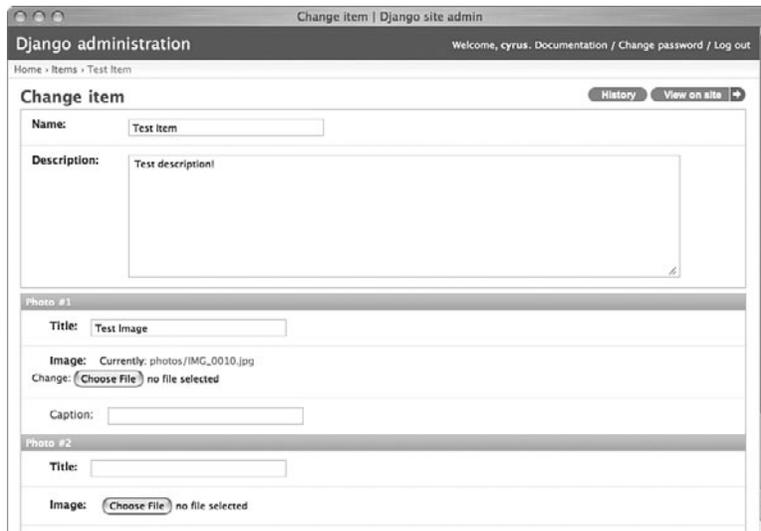 Change item | Django site admin
Django administration
Welcome, cyrus. Documentation / Change password / Log out
Home › Items › Test Item
Change item
History
View on site
Name:
Test Item
Description:
Test description!
Photo #1
Title:
Test Image
Image: Currently: photos/IMG_0010.jpg
Change: Choose File no file selected
Caption:
Photo #2
Title:
Image: Choose File no file selected